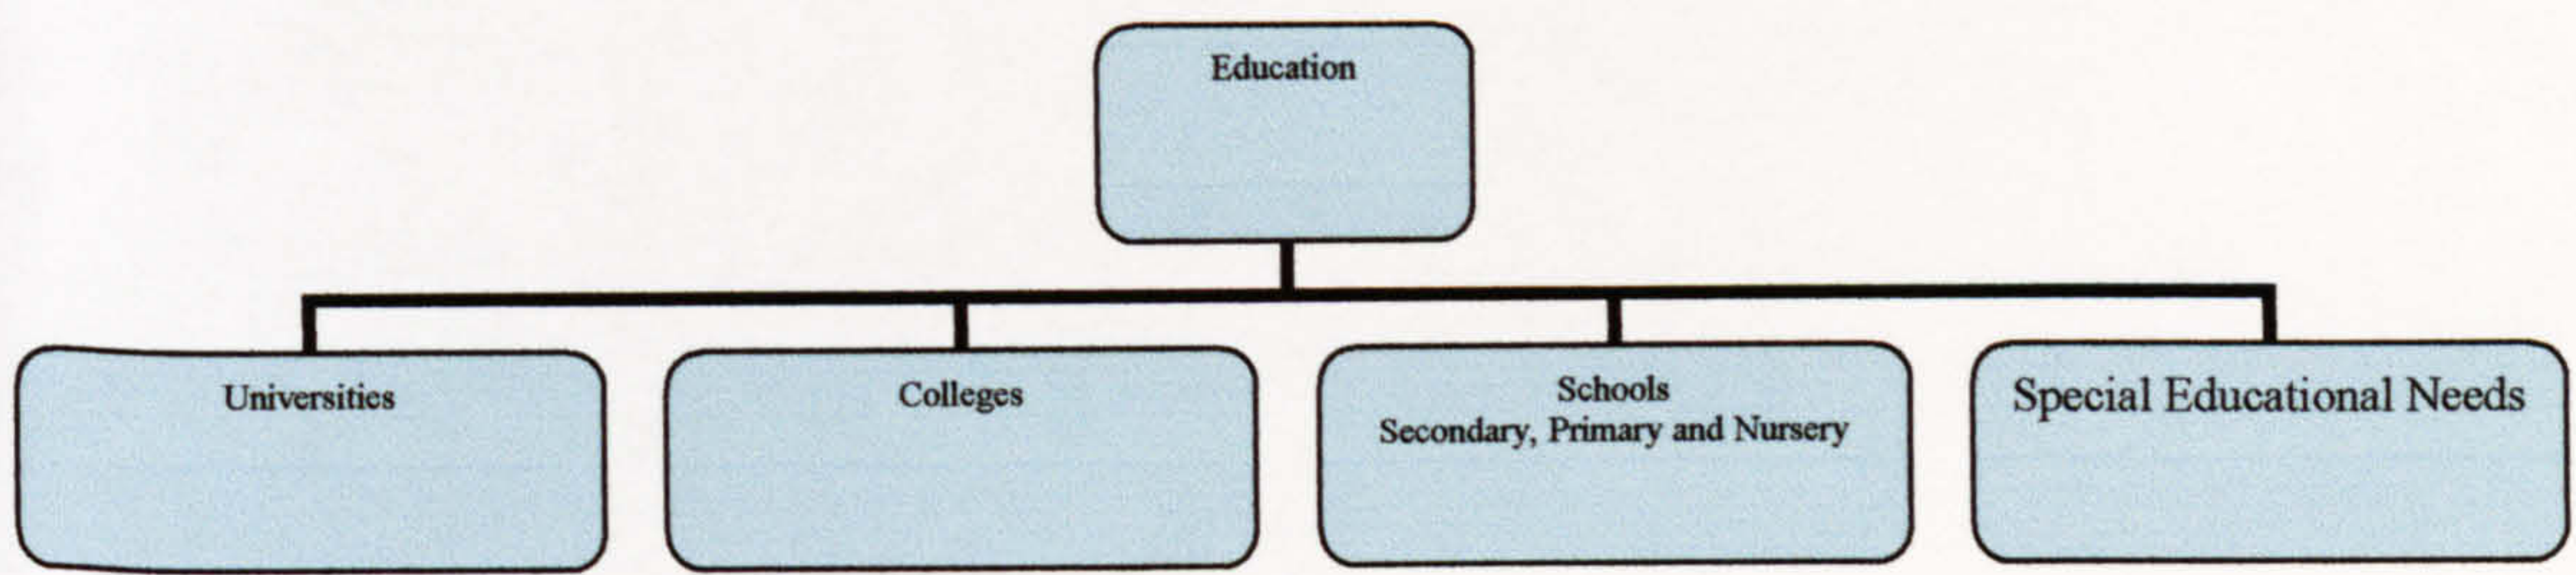 Education
Universities
Colleges
Schools
Secondary, Primary and Nursery
Special Educational Needs